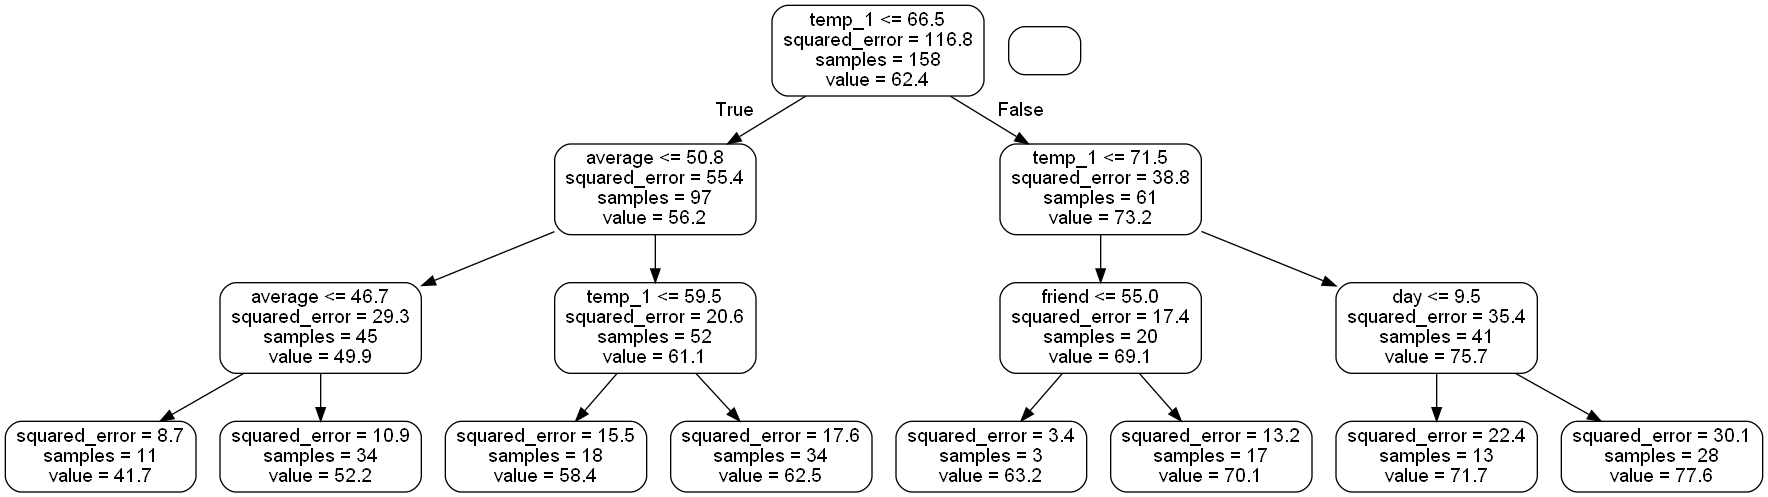 temp_1 <= 66.5
squared_error = 116.8
samples = 158
value = 62.4
True
False
average <= 50.8
squared_error = 55.4
samples = 97
value = 56.2
temp_1 <= 71.5
squared_error = 38.8
samples = 61
value = 73.2
average <= 46.7
squared_error = 29.3
samples = 45
value = 49.9
temp_1 <= 59.5
squared_error = 20.6
samples = 52
value = 61.1
friend <= 55.0
squared_error = 17.4
samples = 20
value = 69.1
day <= 9.5
squared_error = 35.4
samples = 41
value = 75.7
squared_error = 8.7
samples = 11
value = 41.7
squared_error = 10.9
samples = 34
value = 52.2
squared_error = 15.5
samples = 18
value = 58.4
squared_error = 17.6
samples = 34
value = 62.5
squared_error = 3.4
samples = 3
value = 63.2
squared_error = 13.2
samples = 17
value = 70.1
squared_error = 22.4
samples = 13
value = 71.7
squared_error = 30.1
samples = 28
value = 77.6